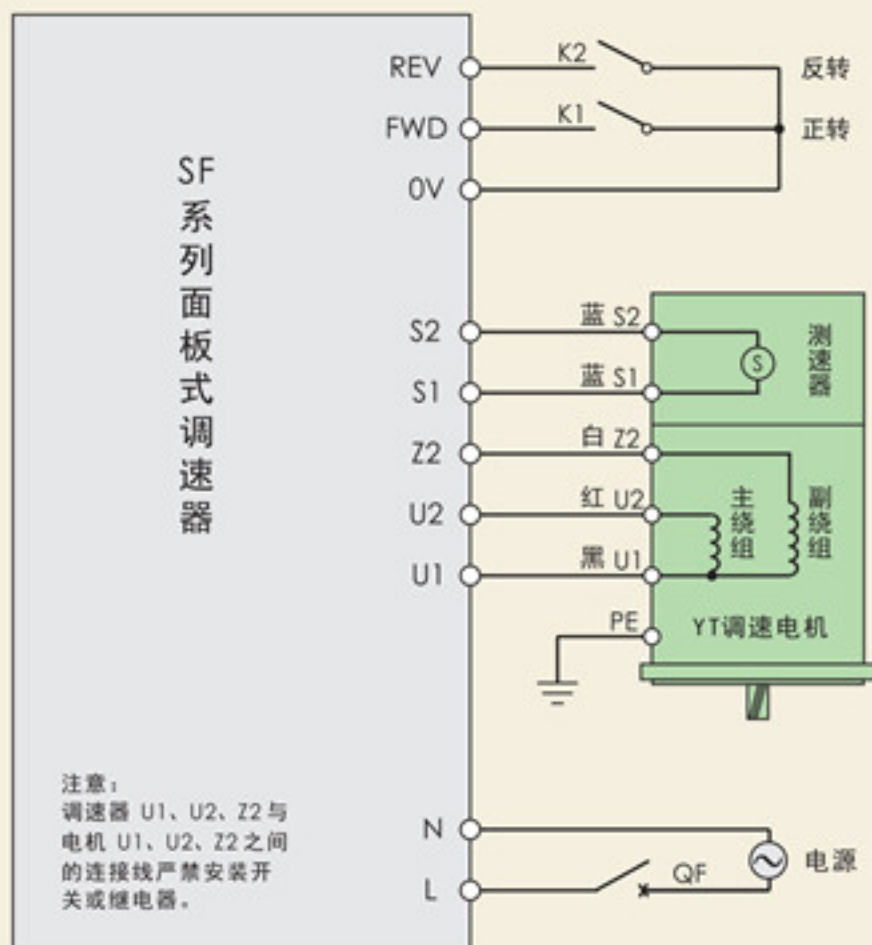 REV
K2
反转
FWD
K1
正转
0V
SF
系列面板式调速器
S2
蓝 S2
测速器
S
S1
蓝 S1
Z2
白 Z2
U2
红 U2
主绕组
副绕组
U1
黑 U1
PE
YT调速电机
注意：
调速器 U1、U2、Z2与
电机 U1、U2、Z2之间
的连接线严禁安装开
关或继电器。
N
电源
L
QF